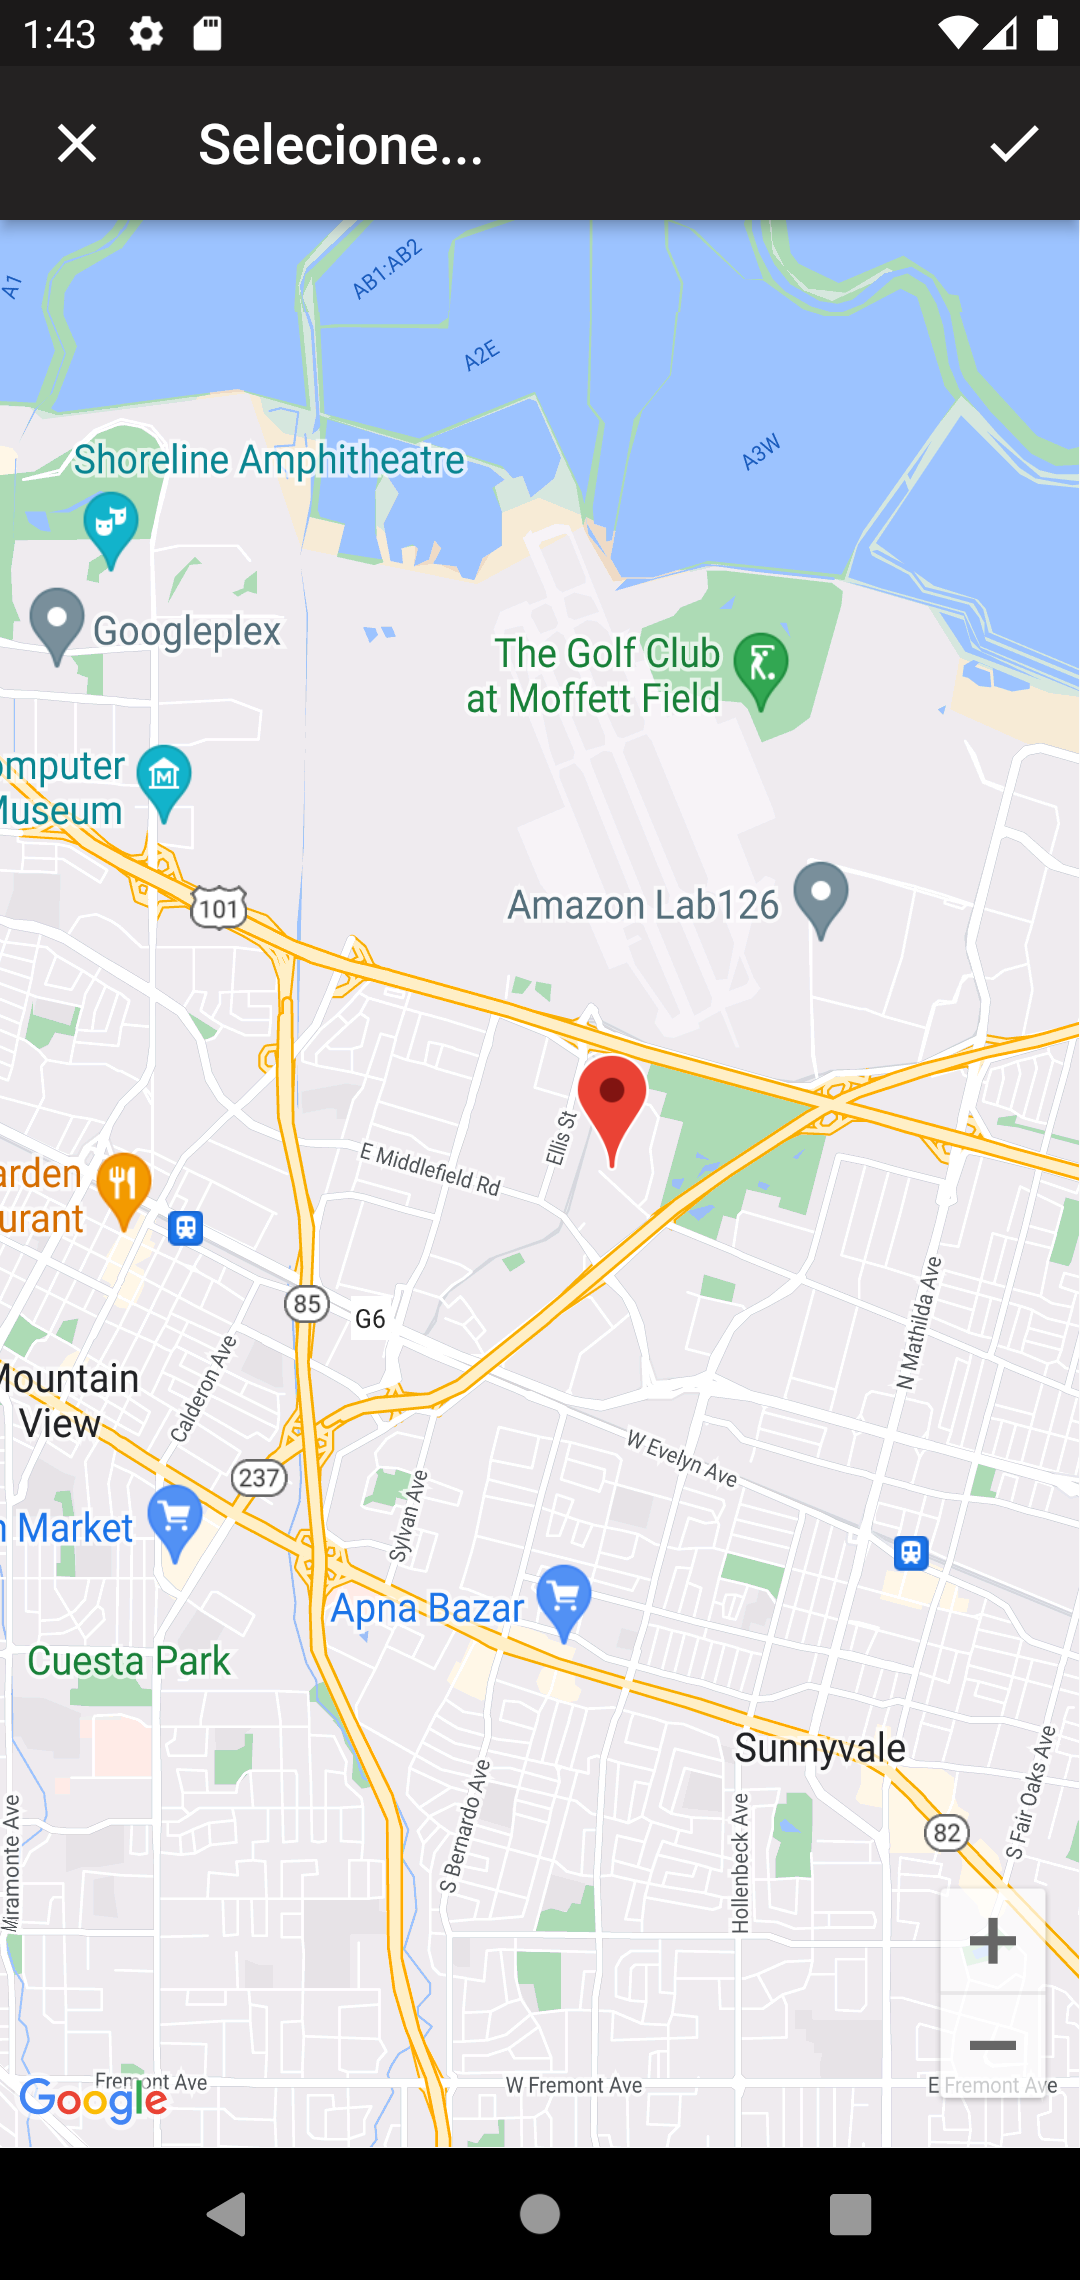 1:43
Selecione...
A1
AB1:AB2
A2E
A3W
Shoreline Amphitheatre
Googleplex
The Golf Club
at Moffett Field
omputer
Museum
101
Amazon Lab126
Ellis St
E Middlefield Rd
arden
urant
85
G6
N Mathilda Ave
Mountain
View
Calderon Ave
W Evelyn Ave
237
Sylvan Ave
n Market
Apna Bazar
Cuesta Park
Sunnyvale
S Fair Oaks Ave
S Bernardo Ave
Hollenbeck Ave
Miramonte Ave
82
Fremont Ave
W Fremont Ave
E Fremont Ave
Google